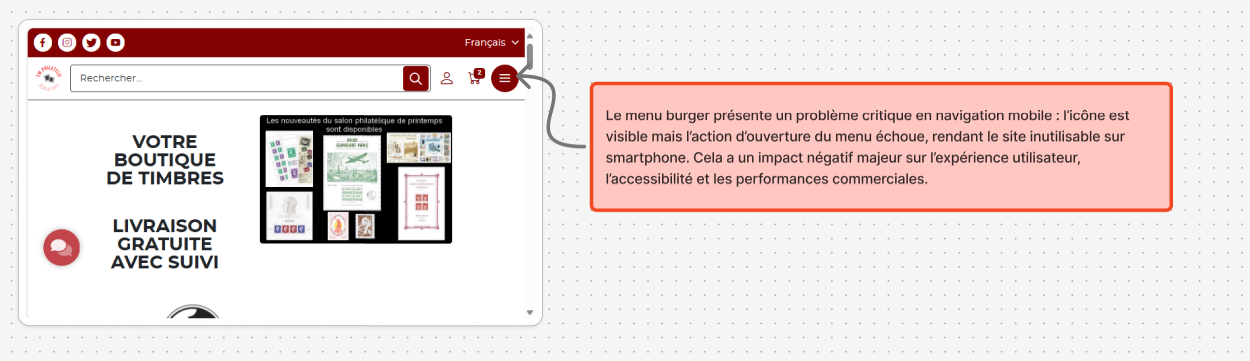 Français
Rechercher...
2
VOTRE
BOUTIQUE
DE TIMBRES
Les nouveautés du salon philatélique de printemps
sont disponibles
LIVRAISON
GRATUITE
AVEC SUIVI
Le menu burger présente un problème critique en navigation mobile : l’icône est
visible mais l’action d’ouverture du menu échoue, rendant le site inutilisable sur
smartphone. Cela a un impact négatif majeur sur l’expérience utilisateur,
l’accessibilité et les performances commerciales.